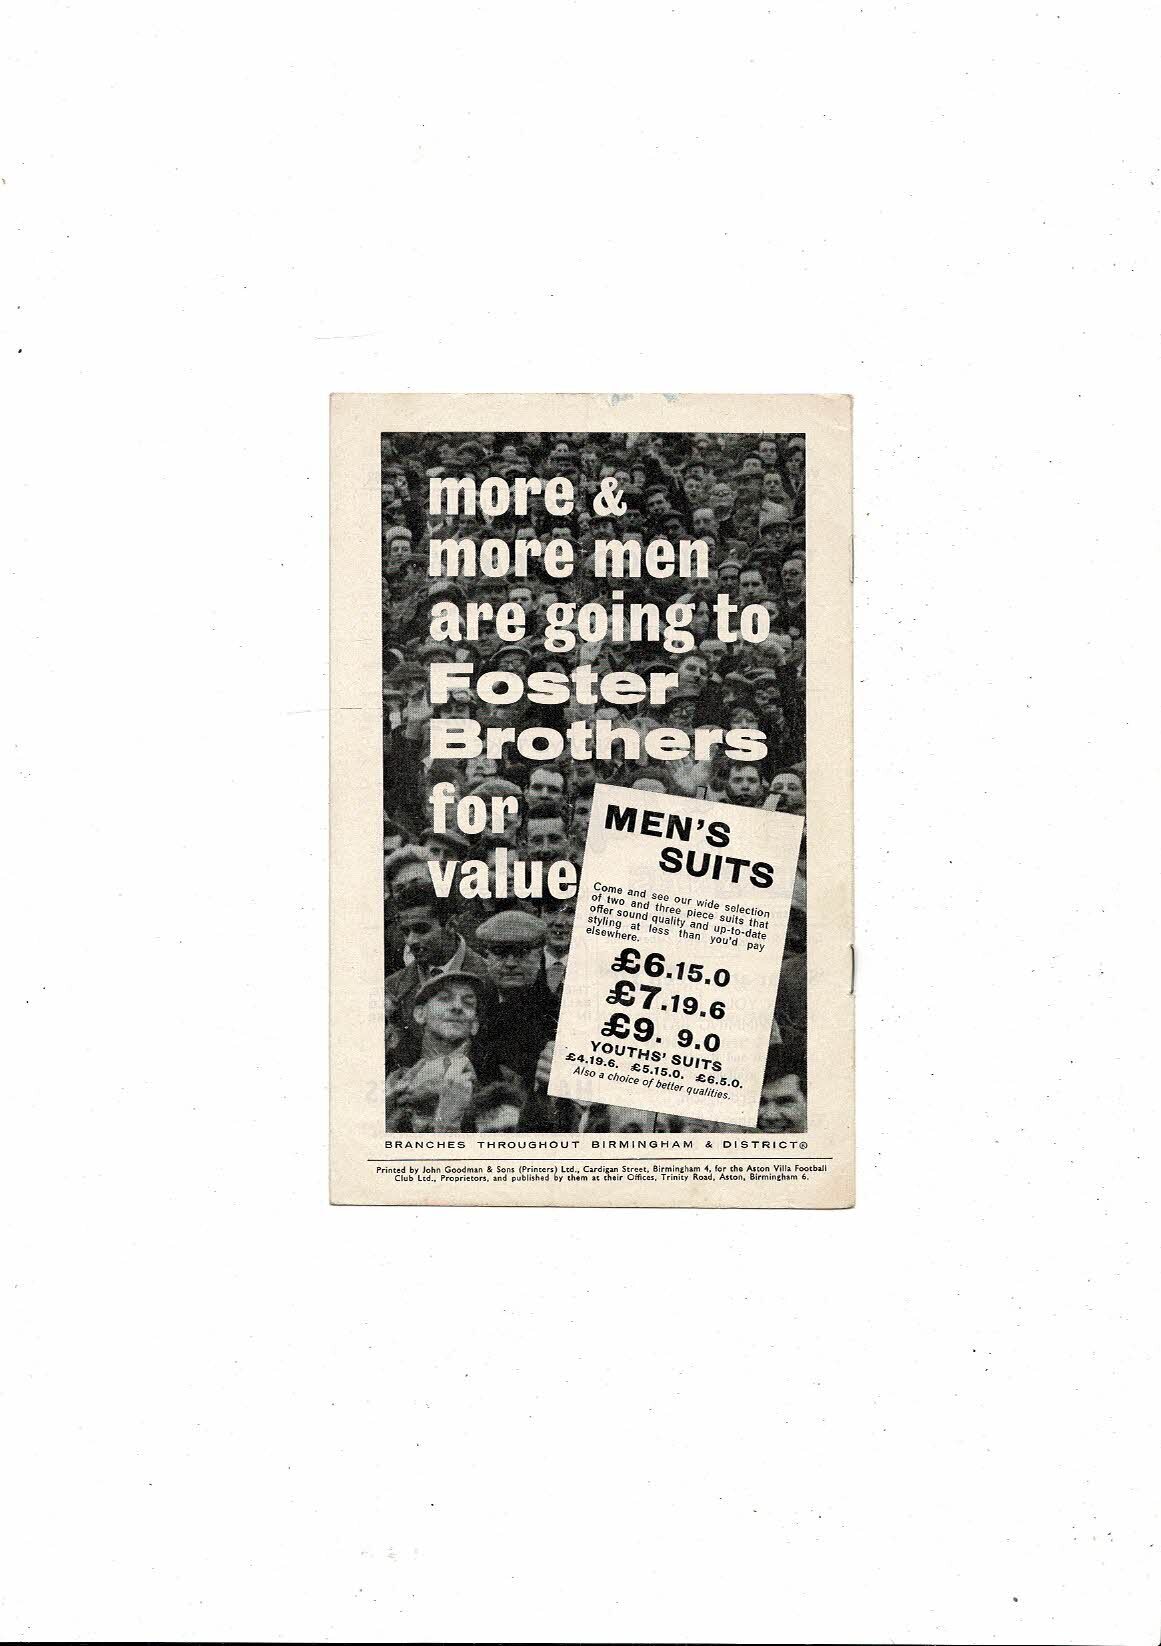 more &
more men
are going to
Foster
Brothers
for
value
MEN'S
SUITS
Come and see our wide selection
of two and three piece suits that
offer sound quality and up-to-date
styling at less than you'd pay
elsewhere.
£6.15.0
£7.19.6
£9. 9.0
YOUTHS' SUITS
£4.19.6. £5.15.0. £6.5.0.
Also a choice of better qualities.
BRANCHES THROUGHOUT BIRMINGHAM & DISTRICT®
Printed by John Goodman & Sons (Printers) Ltd., Cardigan Street, Birmingham 4, for the Aston Villa Football
Club Ltd., Proprietors, and published by them at their Offices, Trinity Road, Aston, Birmingham 6.